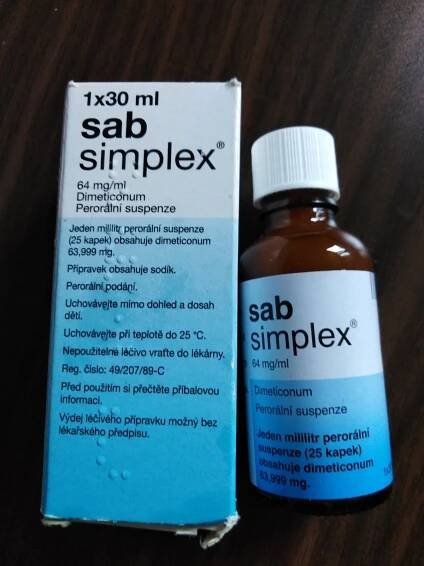 1x30 ml
sab
simplex®
64 mg/ml
Dimeticonum
Perorální suspenze
Jeden mililitr perorální suspenze
(25 kapek) obsahuje dimeticonum
63,999 mg.
Přípravek obsahuje sodík.
Perorální podání.
Uchovávejte mimo dohled a dosah
dětí.
Uchovávejte při teplotě do 25 °C.
Nepoužitelné léčivo vraťte do lékárny.
Reg. číslo: 49/207/89-C
Před použitím si přečtěte příbalovou
informaci.
Výdej léčivého přípravku možný bez
lékařského předpisu.
sab
simplex®
64 mg/ml
Dimeticonum
Perorální suspenze
Jeden mililitr perorální
suspenze (25 kapek)
obsahuje dimeticonum
63,999 mg.